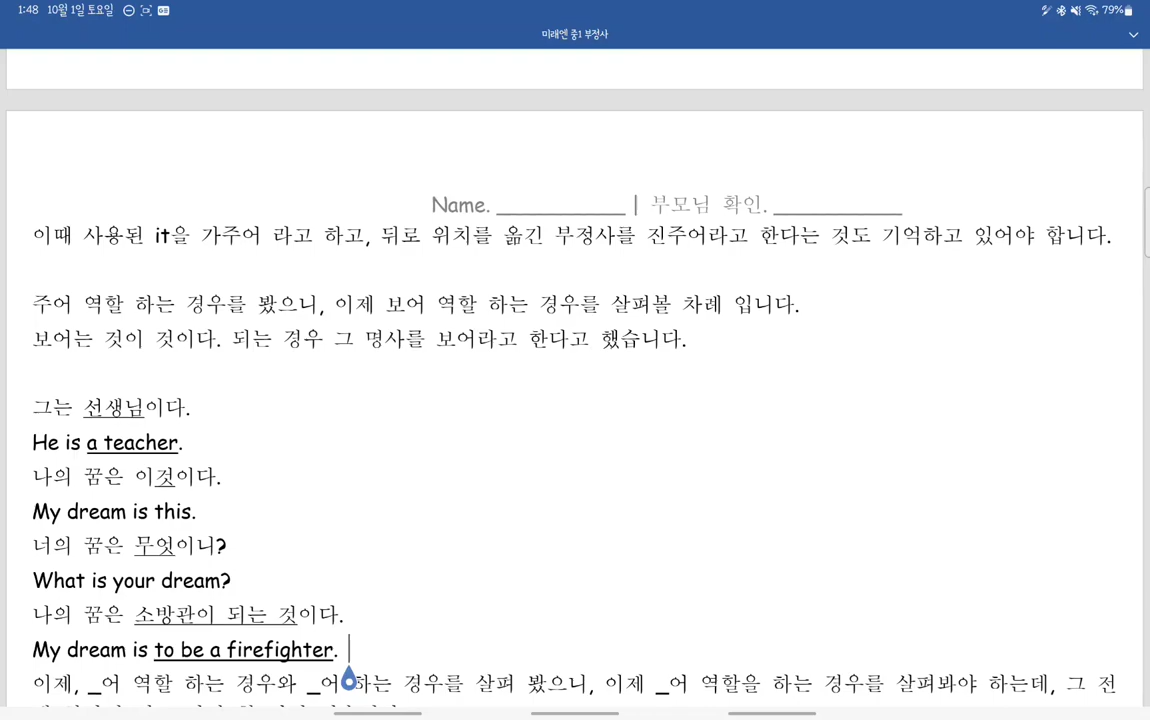 1:48 10월 1일 토요일 79%
미래엔 중1 부정사
Name. ___________ | 부모님 확인. ___________
이때 사용된 it을 가주어 라고 하고, 뒤로 위치를 옮긴 부정사를 진주어라고 한다는 것도 기억하고 있어야 합니다.
주어 역할 하는 경우를 봤으니, 이제 보어 역할 하는 경우를 살펴볼 차례 입니다.
보어는 것이 것이다. 되는 경우 그 명사를 보어라고 한다고 했습니다.
그는 선생님이다.
He is a teacher.
나의 꿈은 이것이다.
My dream is this.
너의 꿈은 무엇이니?
What is your dream?
나의 꿈은 소방관이 되는 것이다.
My dream is to be a firefighter.
이제, _어 역할 하는 경우와 _어 하는 경우를 살펴 봤으니, 이제 _어 역할을 하는 경우를 살펴봐야 하는데, 그 전